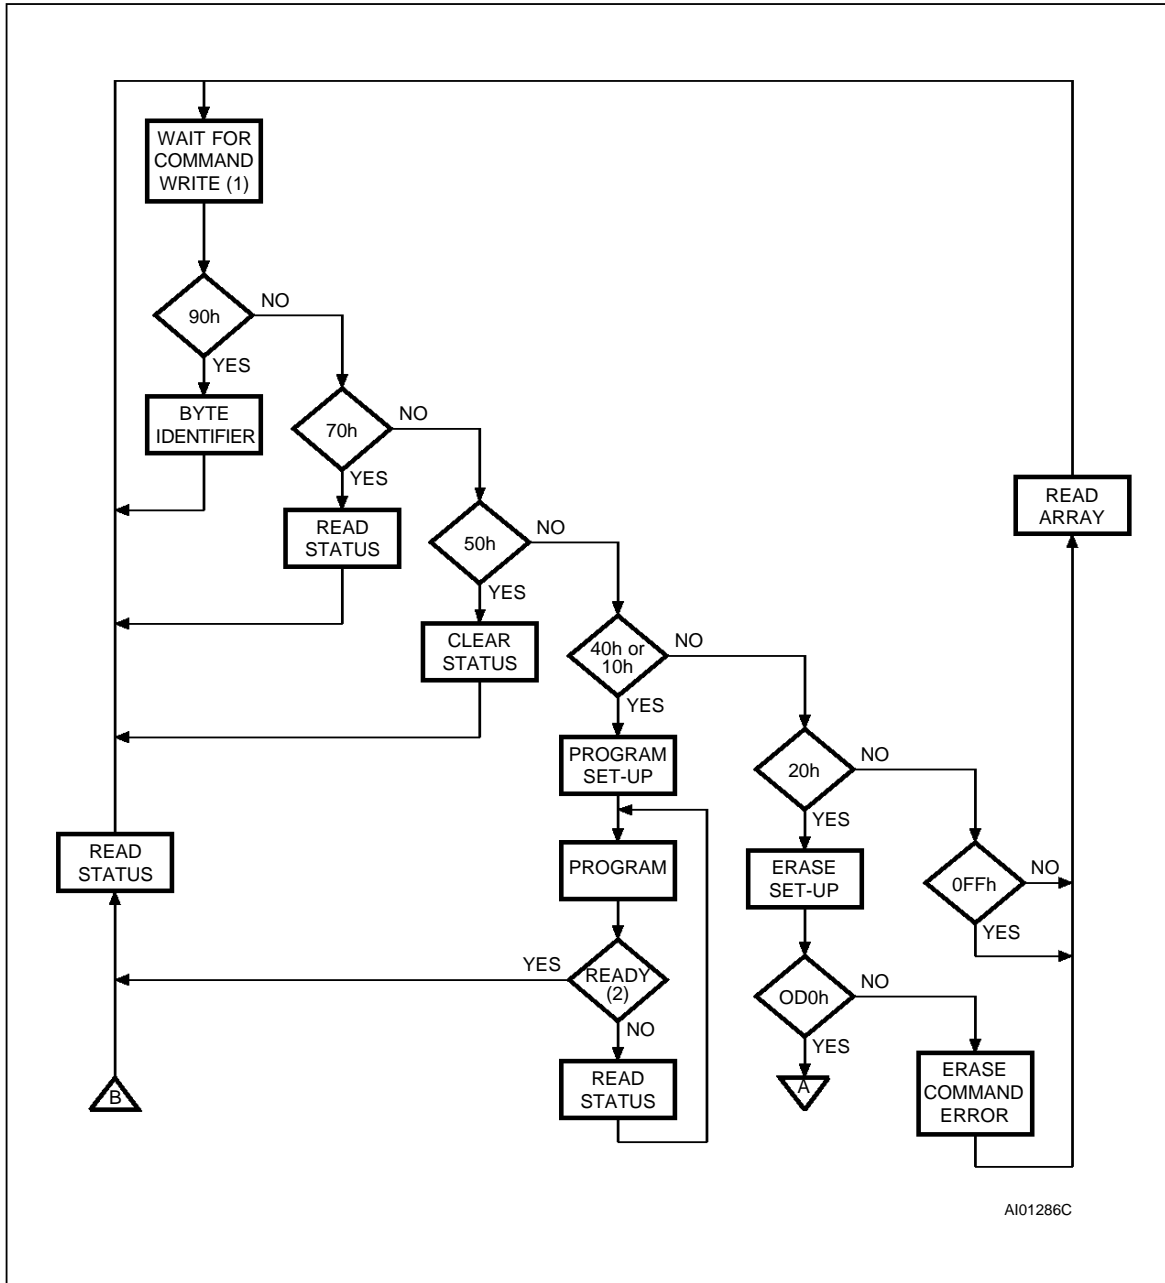 WAIT FOR
COMMAND
WRITE (1)
90h
NO
YES
BYTE
IDENTIFIER
70h
NO
YES
READ
STATUS
50h
NO
YES
CLEAR
STATUS
40h or
10h
NO
YES
PROGRAM
SET-UP
PROGRAM
READY
(2)
YES
NO
READ
STATUS
20h
NO
YES
ERASE
SET-UP
OD0h
NO
YES
A
ERASE
COMMAND
ERROR
0FFh
NO
YES
READ
ARRAY
READ
STATUS
B
AI01286C